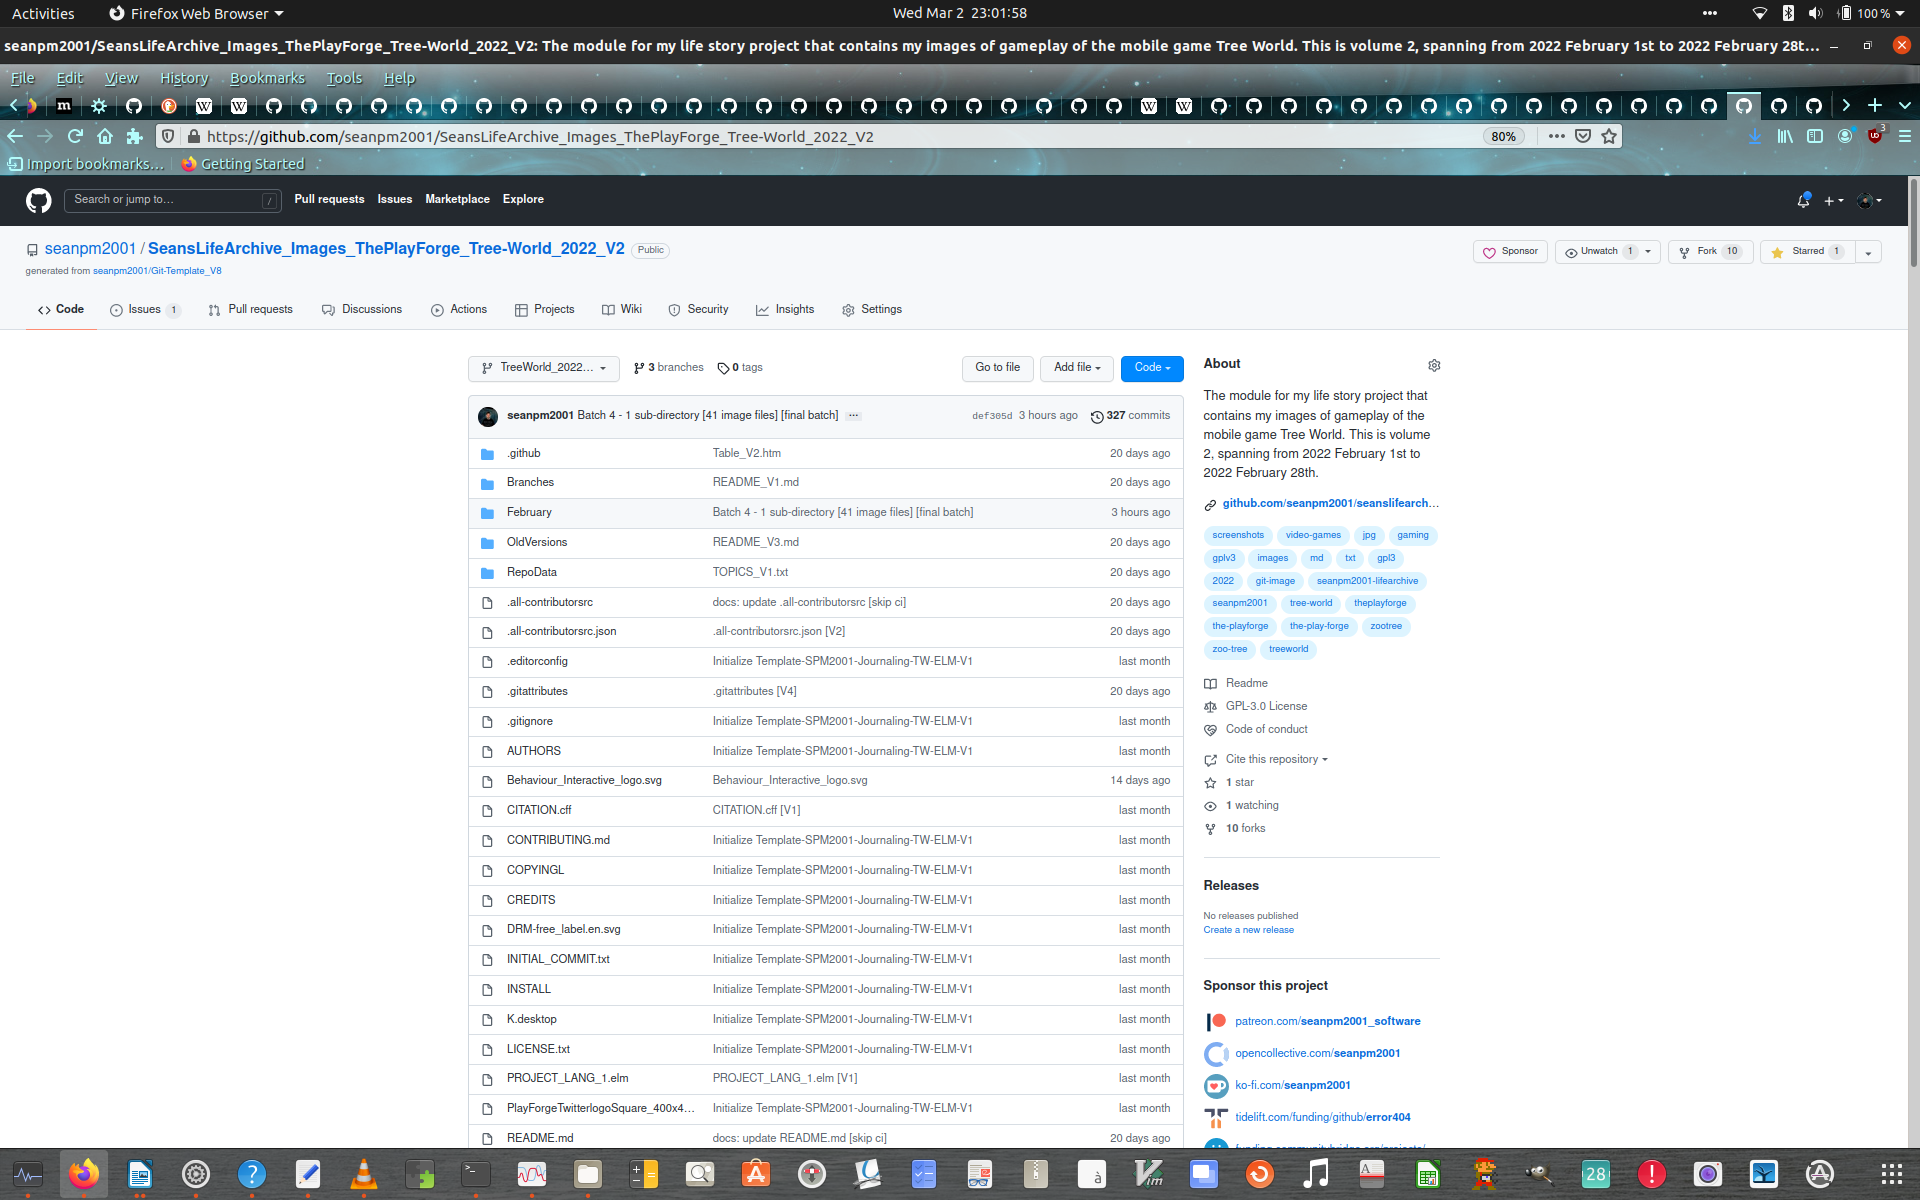 Activities
Firefox Web Browser
Wed Mar 2 23:01:58
100 %
seanpm2001/SeansLifeArchive_Images_ThePlayForge_Tree-World_2022_V2: The module for my life story project that contains my images of gameplay of the mobile game Tree World. This is volume 2, spanning from 2022 February 1st to 2022 February 28t...
File Edit View History Bookmarks Tools Help
https://github.com/seanpm2001/SeansLifeArchive_Images_ThePlayForge_Tree-World_2022_V2
80%
3
Import bookmarks...
Getting Started
Search or jump to...
/
Pull requests Issues Marketplace Explore
seanpm2001 / SeansLifeArchive_Images_ThePlayForge_Tree-World_2022_V2 Public
generated from seanpm2001/Git-Template_V8
Sponsor
Unwatch 1
Fork 10
Starred 1
Code
Issues 1
Pull requests
Discussions
Actions
Projects
Wiki
Security
Insights
Settings
TreeWorld_2022...
3 branches
0 tags
Go to file
Add file
Code
seanpm2001 Batch 4 - 1 sub-directory [41 image files] [final batch] ... def305d 3 hours ago 327 commits
.github Table_V2.htm 20 days ago
Branches README_V1.md 20 days ago
February Batch 4 - 1 sub-directory [41 image files] [final batch] 3 hours ago
OldVersions README_V3.md 20 days ago
RepoData TOPICS_V1.txt 20 days ago
.all-contributorsrc docs: update .all-contributorsrc [skip ci] 20 days ago
.all-contributorsrc.json .all-contributorsrc.json [V2] 20 days ago
.editorconfig Initialize Template-SPM2001-Journaling-TW-ELM-V1 last month
.gitattributes .gitattributes [V4] 20 days ago
.gitignore Initialize Template-SPM2001-Journaling-TW-ELM-V1 last month
AUTHORS Initialize Template-SPM2001-Journaling-TW-ELM-V1 last month
Behaviour_Interactive_logo.svg Behaviour_Interactive_logo.svg 14 days ago
CITATION.cff CITATION.cff [V1] last month
CONTRIBUTING.md Initialize Template-SPM2001-Journaling-TW-ELM-V1 last month
COPYINGL Initialize Template-SPM2001-Journaling-TW-ELM-V1 last month
CREDITS Initialize Template-SPM2001-Journaling-TW-ELM-V1 last month
DRM-free_label.en.svg Initialize Template-SPM2001-Journaling-TW-ELM-V1 last month
INITIAL_COMMIT.txt Initialize Template-SPM2001-Journaling-TW-ELM-V1 last month
INSTALL Initialize Template-SPM2001-Journaling-TW-ELM-V1 last month
K.desktop Initialize Template-SPM2001-Journaling-TW-ELM-V1 last month
LICENSE.txt Initialize Template-SPM2001-Journaling-TW-ELM-V1 last month
PROJECT_LANG_1.elm PROJECT_LANG_1.elm [V1] last month
PlayForgeTwitterlogoSquare_400x4... Initialize Template-SPM2001-Journaling-TW-ELM-V1 last month
README.md docs: update README.md [skip ci] 20 days ago
About
The module for my life story project that
contains my images of gameplay of the
mobile game Tree World. This is volume
2, spanning from 2022 February 1st to
2022 February 28th.
github.com/seanpm2001/seanslifearch...
screenshots video-games jpg gaming
gplv3 images md txt gpl3
2022 git-image seanpm2001-lifearchive
seanpm2001 tree-world theplayforge
the-playforge the-play-forge zootree
zoo-tree treeworld
Readme
GPL-3.0 License
Code of conduct
Cite this repository
1 star
1 watching
10 forks
Releases
No releases published
Create a new release
Sponsor this project
patreon.com/seanpm2001_software
opencollective.com/seanpm2001
ko-fi.com/seanpm2001
tidelift.com/funding/github/error404
28